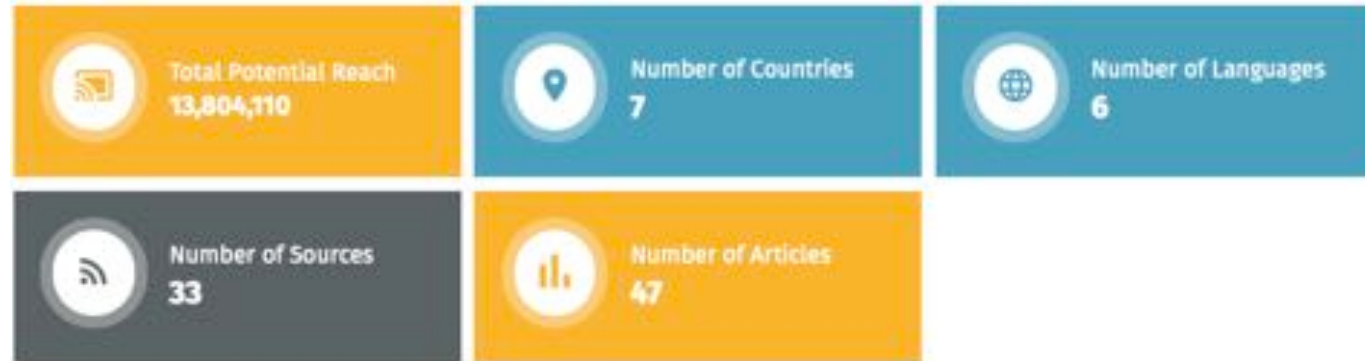 Total Potential Reach
13,804,110
Number of Countries
7
Number of Languages
6
Number of Sources
33
Number of Articles
47